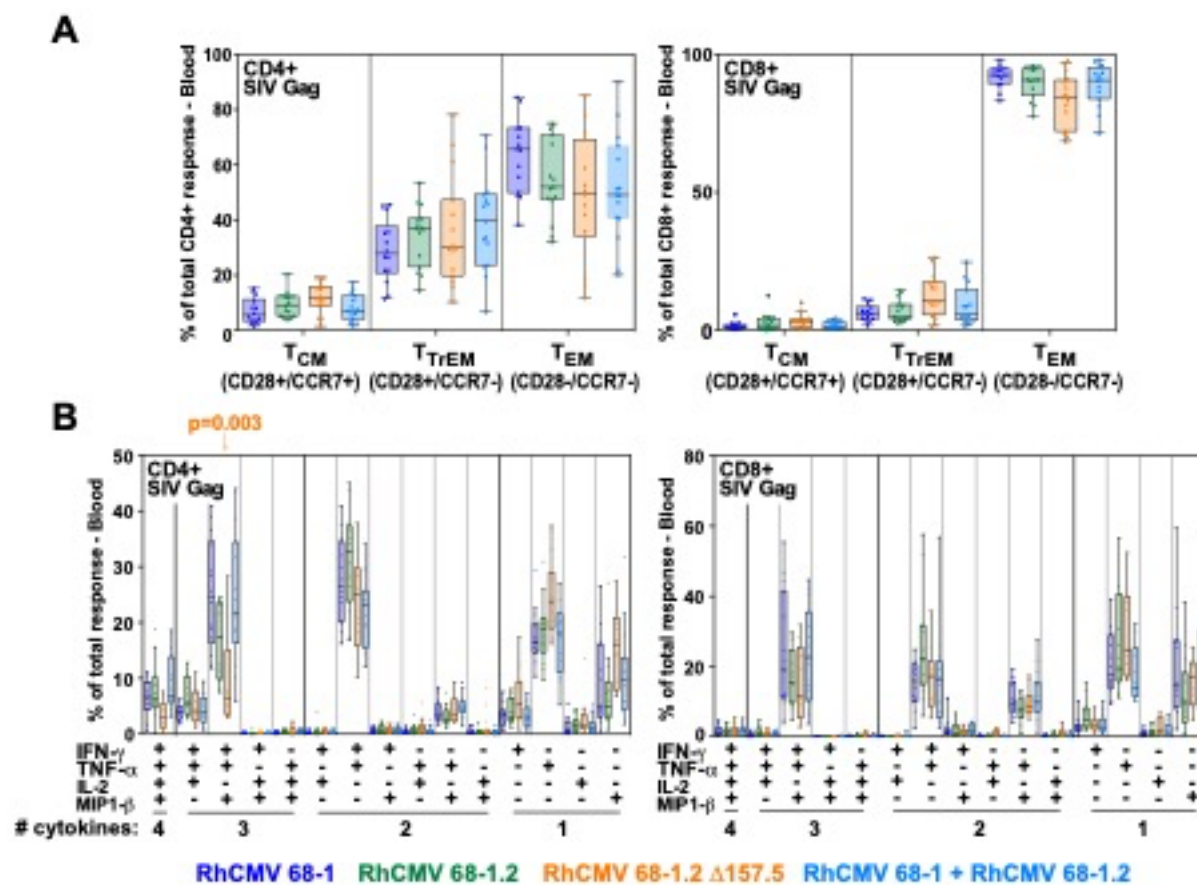 A
% of total CD4+ response - Blood
100
80
60
40
20
0
CD4+
SIV Gag
TCM
(CD28+/CCR7+)
TTrEM
(CD28+/CCR7-)
TEM
(CD28-/CCR7-)
% of total CD8+ response - Blood
100
50
0
CD8+
SIV Gag
TCM
(CD28+/CCR7+)
TTrEM
(CD28+/CCR7-)
TEM
(CD28-/CCR7-)
B
p=0.003
% of total response - Blood
50
40
30
20
10
0
CD4+
SIV Gag
IFN-γ + + + + - + + + - - - + - - -
TNF-α + + + - + - + - + + - - + - -
IL-2 + + - + + + - - + - + - - + -
MIP1-β + - + + + - - + - + + - - - +
# cytokines: 4 3 2 1
% of total response - Blood
80
60
40
20
0
CD8+
SIV Gag
IFN-γ + + + + - + + + - - - + - - -
TNF-α + + + - + - + - + + - - + - -
IL-2 + + - + + + - - + - + - - + -
MIP1-β + - + + + - - + - + + - - - +
4 3 2 1
RhCMV 68-1 RhCMV 68-1.2 RhCMV 68-1.2 Δ157.5 RhCMV 68-1 + RhCMV 68-1.2